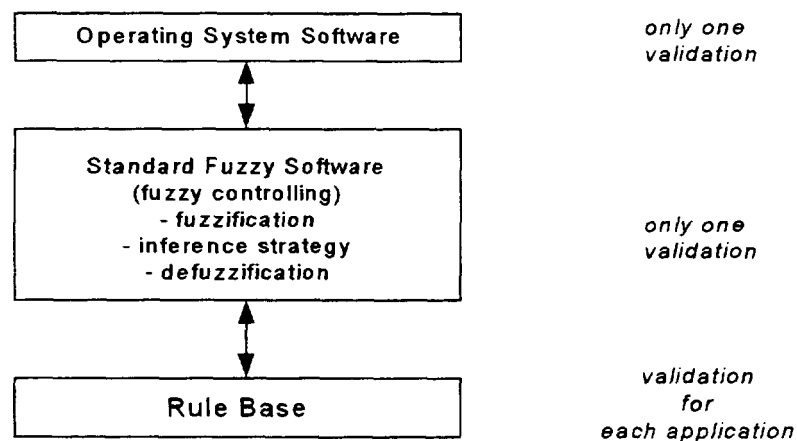 Operating System Software
only one
validation
Standard Fuzzy Software
(fuzzy controlling)
- fuzzification
- inference strategy
- defuzzification
only one
validation
Rule Base
validation
for
each application